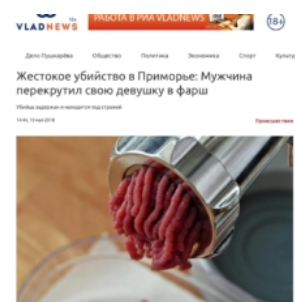 18+
VLADNEWS
РАБОТА В РИА VLADNEWS
18+
Дело Пушкарёва Общество Политика Экономика Спорт Культу
Жестокое убийство в Приморье: Мужчина
перекрутил свою девушку в фарш
Убийца задержан и находится под стражей
14:44, 10 мая 2018 Происшествия